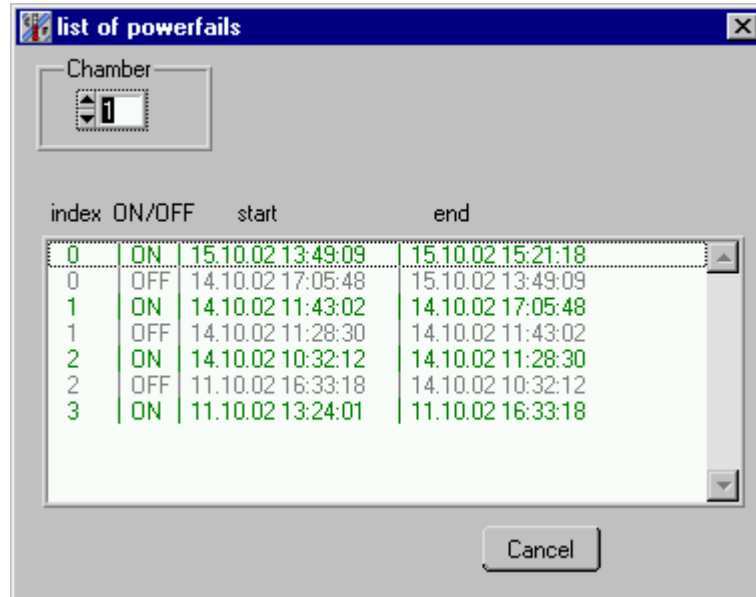 list of powerfails
Chamber
1
index ON/OFF start end
0 | ON | 15.10.02 13:49:09 | 15.10.02 15:21:18
0 | OFF | 14.10.02 17:05:48 | 15.10.02 13:49:09
1 | ON | 14.10.02 11:43:02 | 14.10.02 17:05:48
1 | OFF | 14.10.02 11:28:30 | 14.10.02 11:43:02
2 | ON | 14.10.02 10:32:12 | 14.10.02 11:28:30
2 | OFF | 11.10.02 16:33:18 | 14.10.02 10:32:12
3 | ON | 11.10.02 13:24:01 | 11.10.02 16:33:18
Cancel